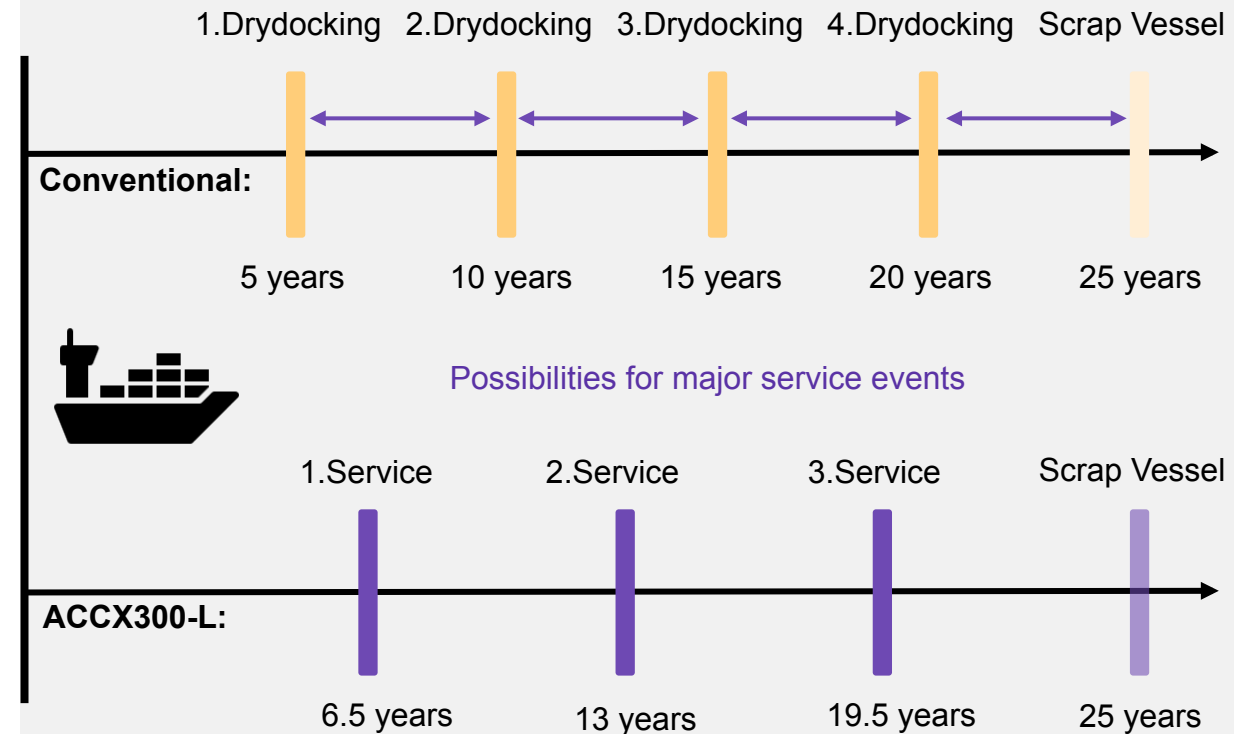 1.Drydocking 2.Drydocking 3.Drydocking 4.Drydocking Scrap Vessel
Conventional:
5 years 10 years 15 years 20 years 25 years
Possibilities for major service events
1.Service 2.Service 3.Service Scrap Vessel
ACCX300-L:
6.5 years 13 years 19.5 years 25 years